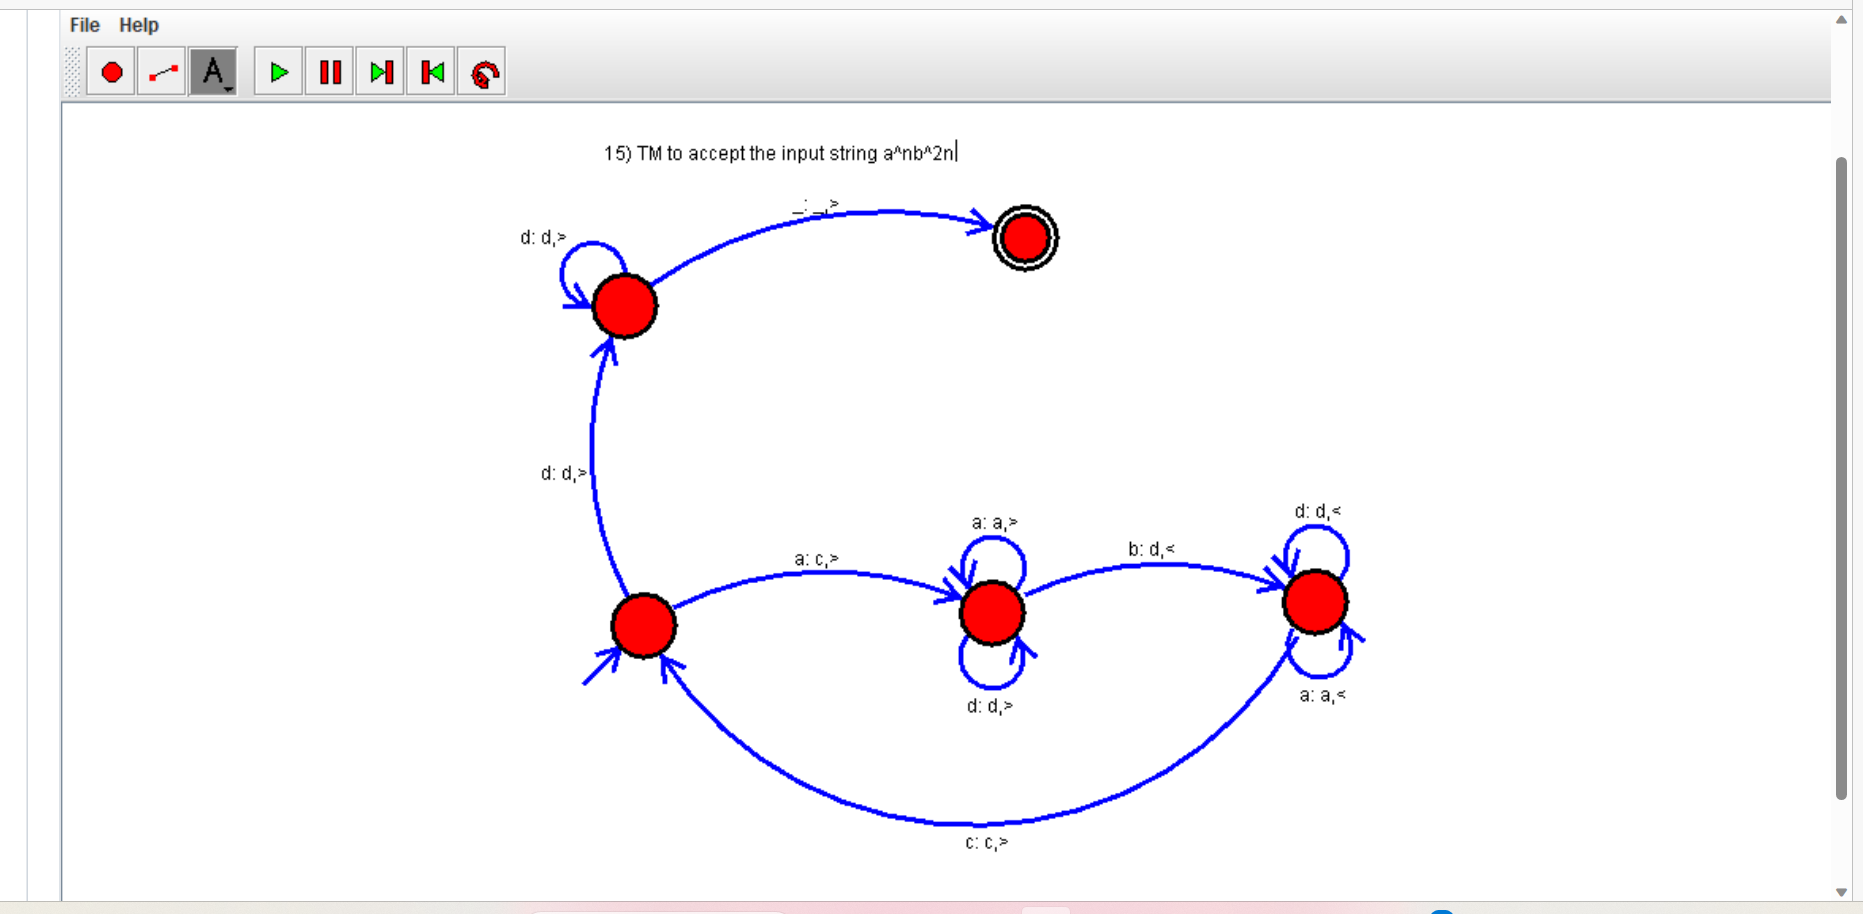 File Help
A
15) TM to accept the input string a^nb^2n
_: _,>
d: d,>
d: d,>
d: d,<
a: a,>
b: d,<
a: c,>
a: a,<
d: d,>
c: c,>